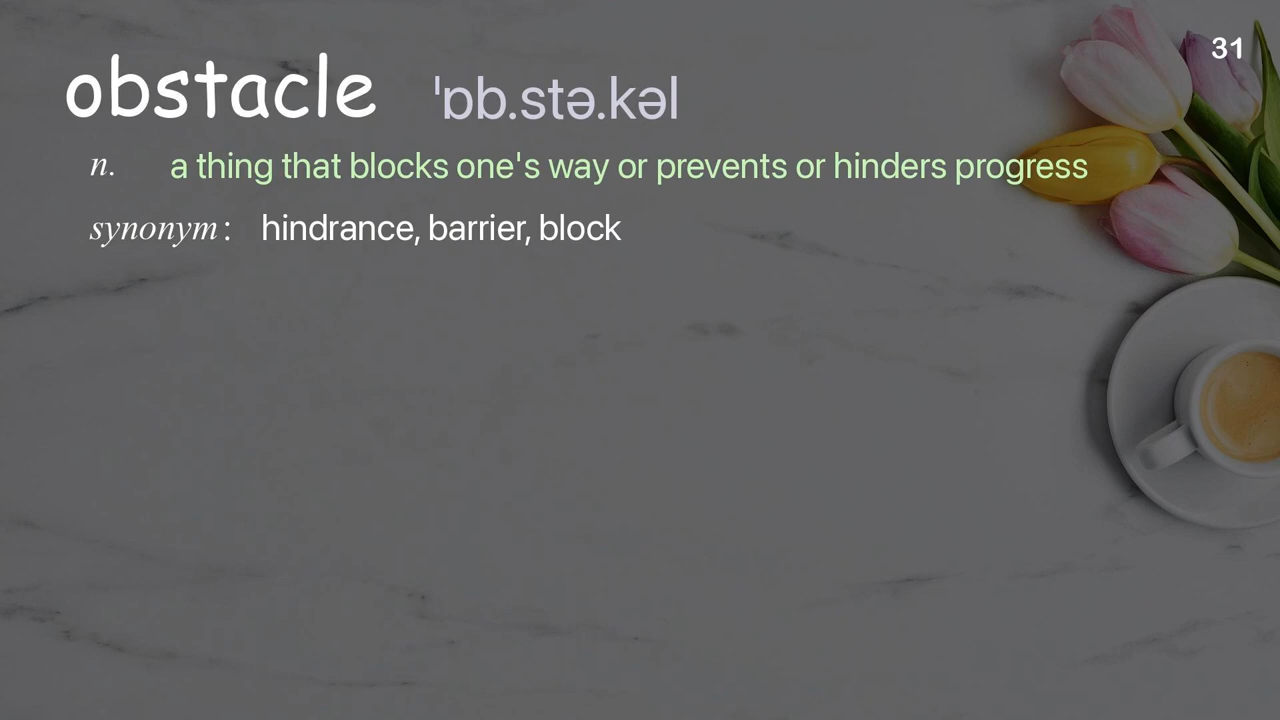 31
obstacle ˈɒb.stə.kəl
n. a thing that blocks one's way or prevents or hinders progress
synonym: hindrance, barrier, block